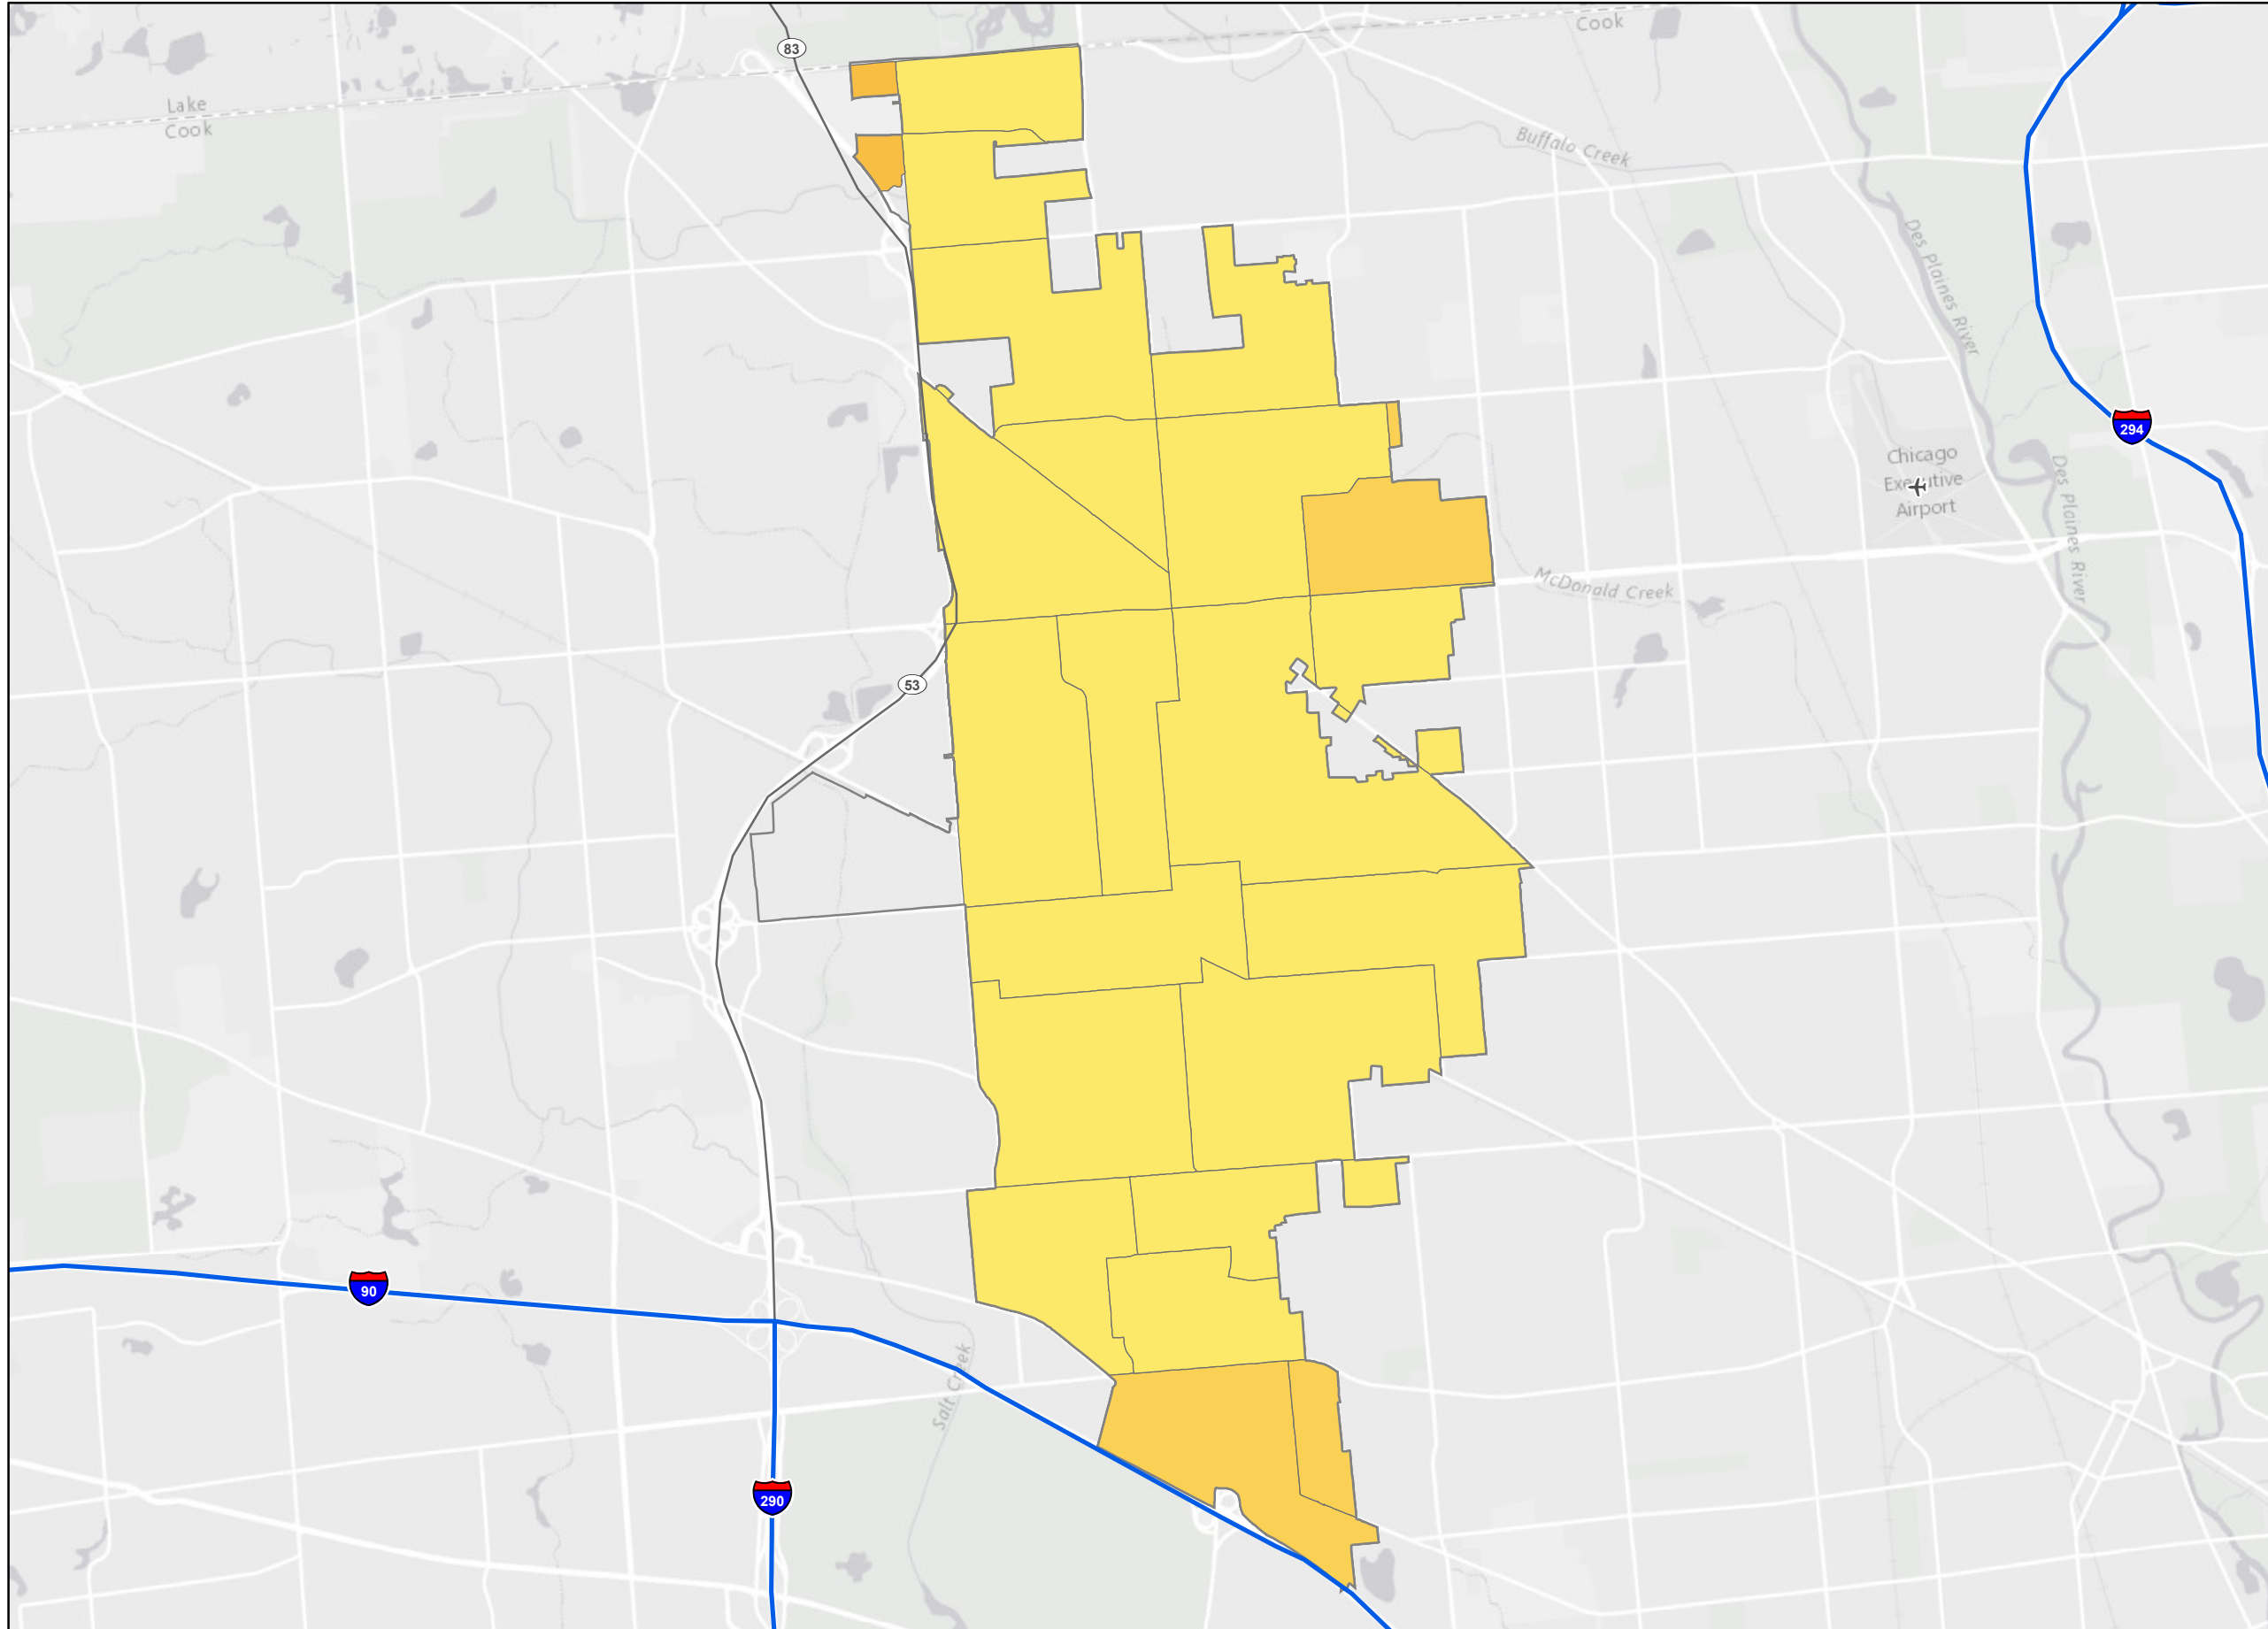 83
Cook
Lake
Cook
Buffalo Creek
Des Plaines River
294
Chicago
Executive
Airport
Des Plaines River
McDonald Creek
53
90
Salt Creek
290